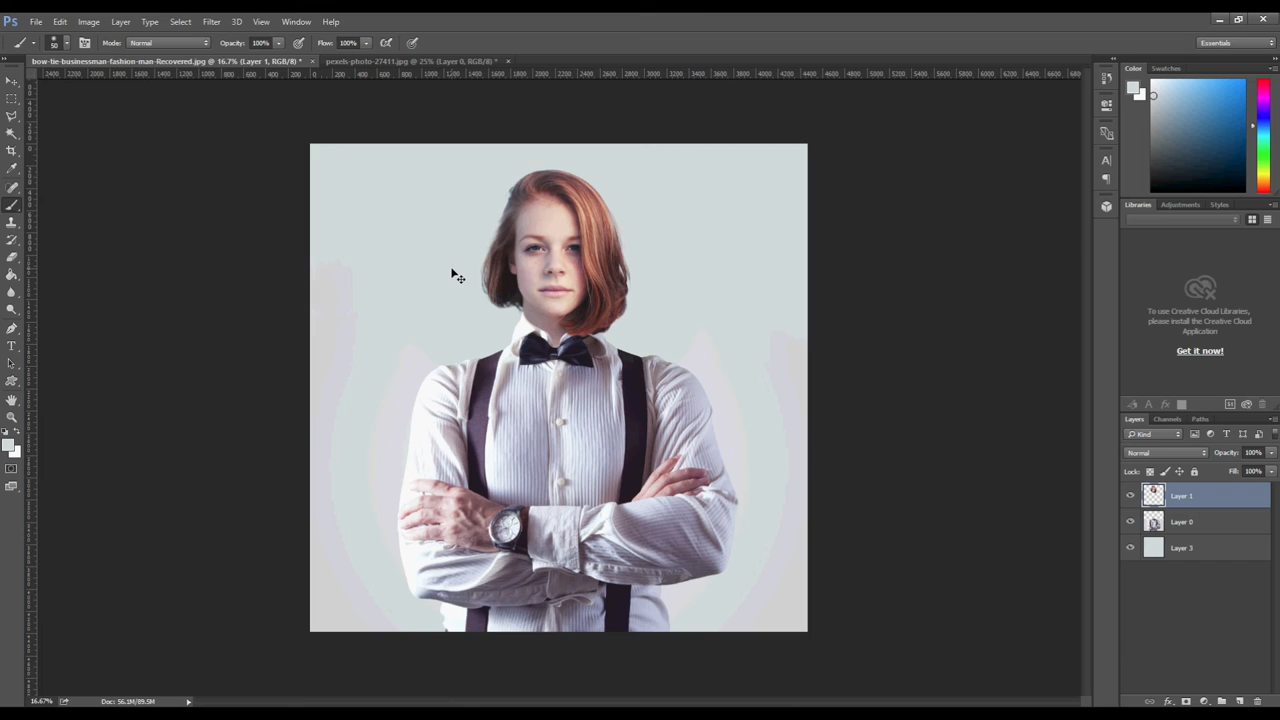 Ps File Edit Image Layer Type Select Filter 3D View Window Help
50 Mode: Normal Opacity: 100% Flow: 100% Essentials
bow-tie-businessman-fashion-man-Recovered.jpg @ 16.7% (Layer 1, RGB/8) * × pexels-photo-27411.jpg @ 25% (Layer 0, RGB/8) * ×
Color Swatches
Libraries Adjustments Styles
To use Creative Cloud Libraries,
please install the Creative Cloud
Application
Get it now!
Layers Channels Paths
Kind
Normal Opacity: 100%
Lock: Fill: 100%
Layer 1
Layer 0
Layer 3
16.67% Doc: 56.1M/89.5M